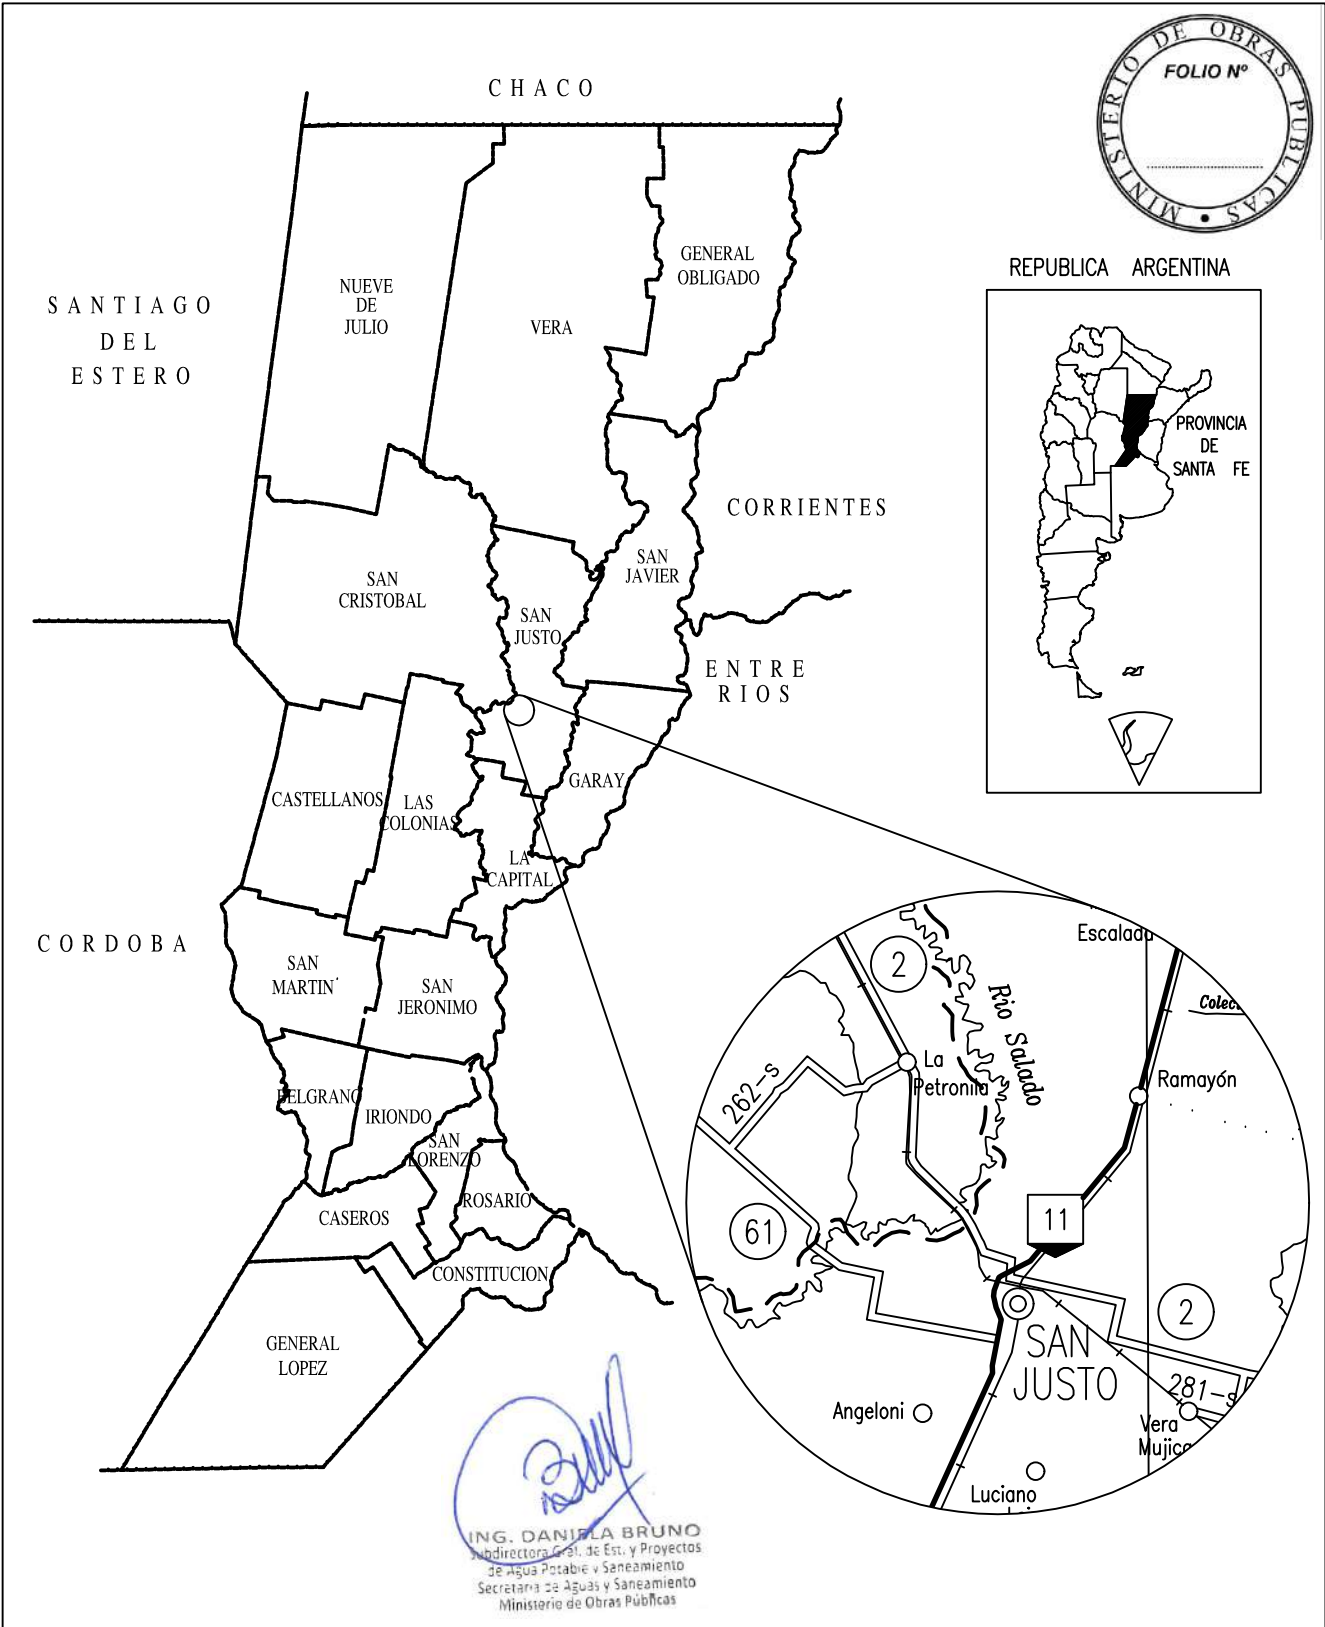 CHACO
MINISTERIO DE OBRAS PUBLICAS
FOLIO Nº
REPUBLICA ARGENTINA
PROVINCIA
DE
SANTA FE
SANTIAGO
DEL
ESTERO
NUEVE
DE
JULIO
VERA
GENERAL
OBLIGADO
CORRIENTES
SAN
CRISTOBAL
SAN
JAVIER
SAN
JUSTO
ENTRE
RIOS
CASTELLANOS
LAS
COLONIAS
GARAY
LA
CAPITAL
CORDOBA
SAN
MARTIN
SAN
JERONIMO
BELGRANO
IRIONDO
SAN
LORENZO
ROSARIO
CASEROS
CONSTITUCION
GENERAL
LOPEZ
Escalada
2
Rio Salado
Colec
La
Petronila
Ramayón
262-s
61
11
2
SAN
JUSTO
281-s
Angeloni
Vera
Mujica
Luciano
ING. DANIELA BRUNO
Subdirectora Gral. de Est. y Proyectos
de Agua Potable y Saneamiento
Secretaria de Aguas y Saneamiento
Ministerio de Obras Públicas